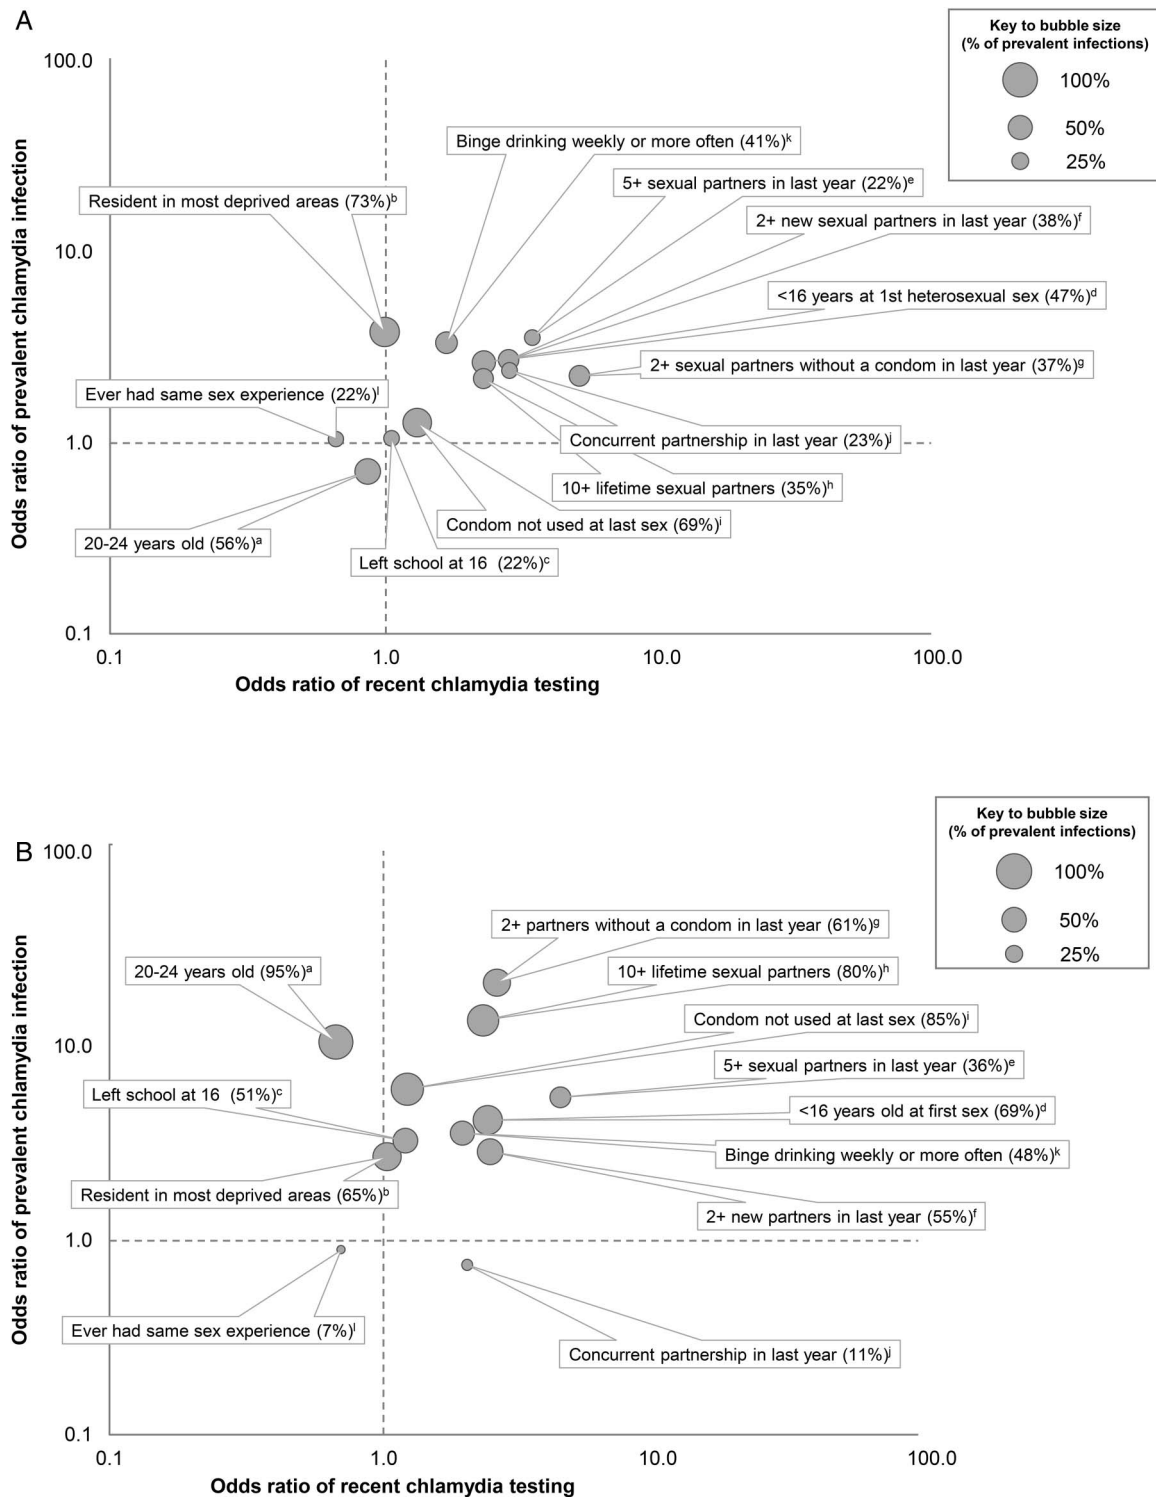 A
Key to bubble size
(% of prevalent infections)
100%
50%
25%
Odds ratio of prevalent chlamydia infection
100.0
10.0
1.0
0.1
Binge drinking weekly or more often (41%)ᵏ
5+ sexual partners in last year (22%)ᵉ
Resident in most deprived areas (73%)ᵇ
2+ new sexual partners in last year (38%)ᶠ
<16 years at 1st heterosexual sex (47%)ᵈ
2+ sexual partners without a condom in last year (37%)ᵍ
Ever had same sex experience (22%)ˡ
Concurrent partnership in last year (23%)ʲ
10+ lifetime sexual partners (35%)ʰ
Condom not used at last sex (69%)ⁱ
20-24 years old (56%)ᵃ
Left school at 16 (22%)ᶜ
0.1
1.0
10.0
100.0
Odds ratio of recent chlamydia testing
B
Key to bubble size
(% of prevalent infections)
100%
50%
25%
Odds ratio of prevalent chlamydia infection
100.0
10.0
1.0
0.1
2+ partners without a condom in last year (61%)ᵍ
20-24 years old (95%)ᵃ
10+ lifetime sexual partners (80%)ʰ
Condom not used at last sex (85%)ⁱ
5+ sexual partners in last year (36%)ᵉ
Left school at 16 (51%)ᶜ
<16 years old at first sex (69%)ᵈ
Binge drinking weekly or more often (48%)ᵏ
Resident in most deprived areas (65%)ᵇ
2+ new partners in last year (55%)ᶠ
Ever had same sex experience (7%)ˡ
Concurrent partnership in last year (11%)ʲ
0.1
1.0
10.0
100.0
Odds ratio of recent chlamydia testing